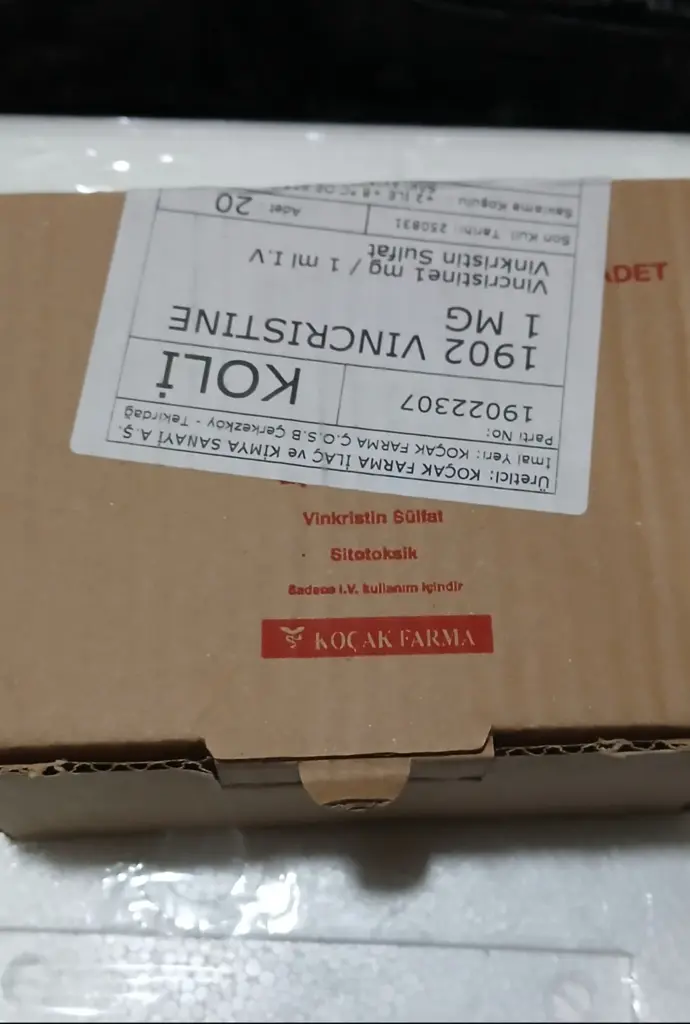 Üretici: KOÇAK FARMA İLAÇ ve KİMYA SANAYİ A.Ş.
İmal Yeri: KOÇAK FARMA Ç.O.S.B Çerkezköy - Tekirdağ
Parti No:
19022307
KOLİ
1902 VINCRISTINE
1 MG
Vincristine1 mg / 1 ml I.V
Vinkristin Sulfat
Son Kull Tarihi: 250831
Adet 20
Saklama Koşulu
ADET
Vinkristin Sülfat
Sitotoksik
Sadece I.V. kullanım içindir
KOÇAK FARMA